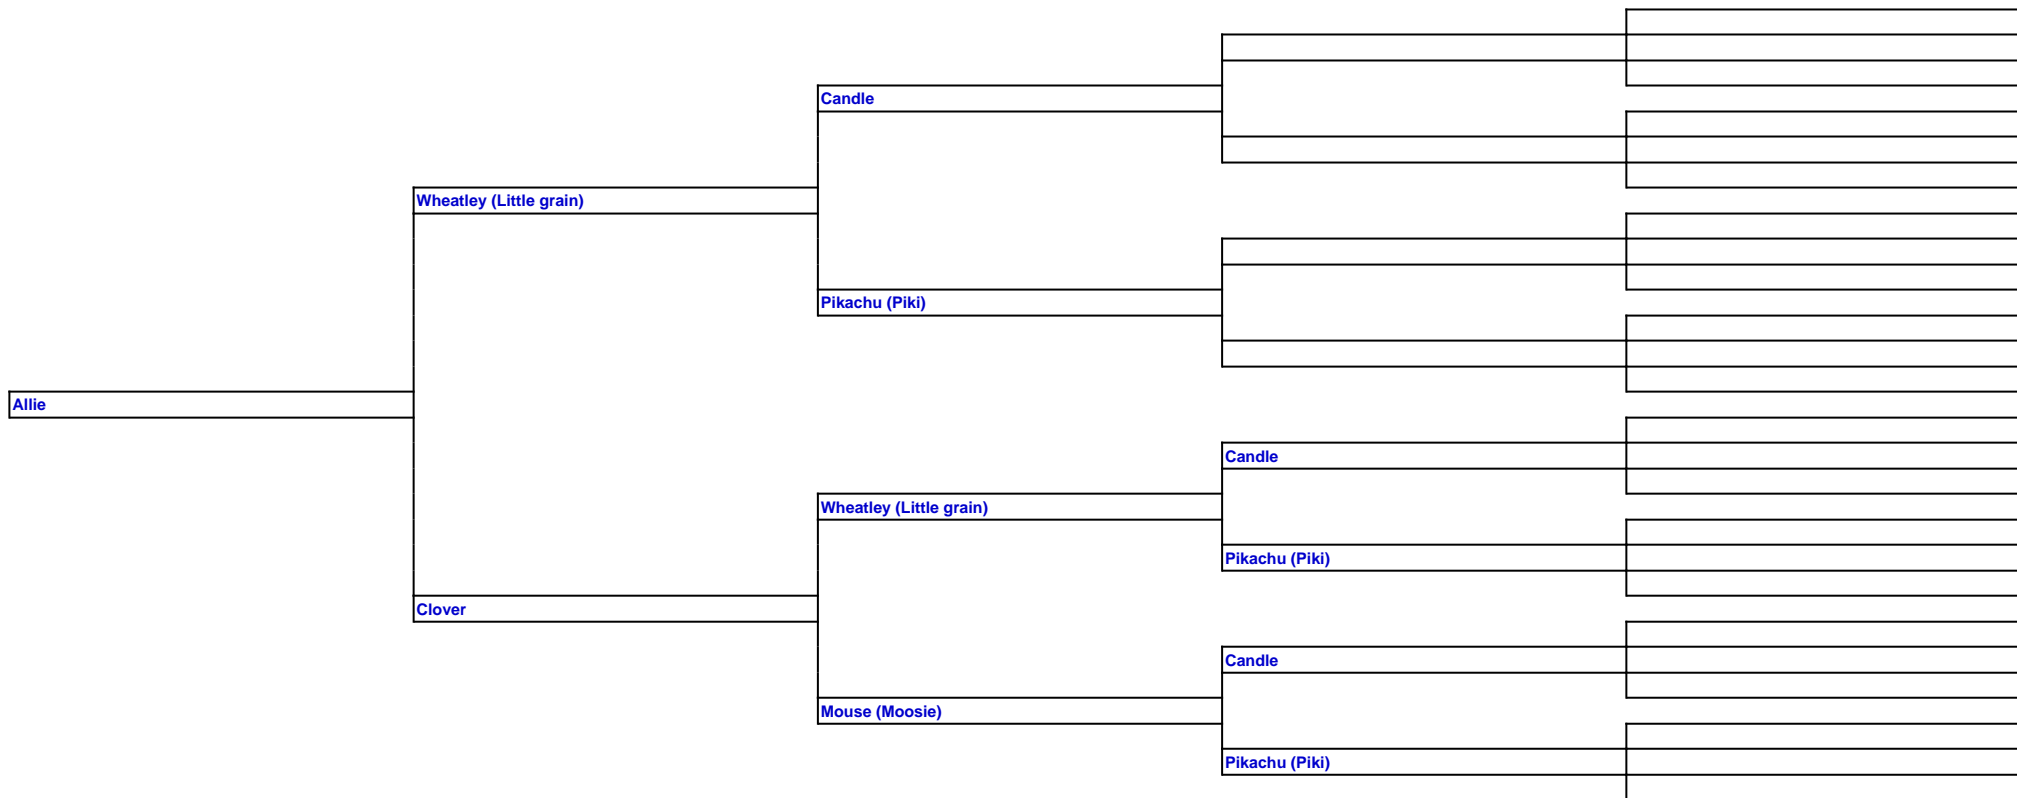 Candle
Wheatley (Little grain)
Pikachu (Piki)
Allie
Candle
Wheatley (Little grain)
Pikachu (Piki)
Clover
Candle
Mouse (Moosie)
Pikachu (Piki)